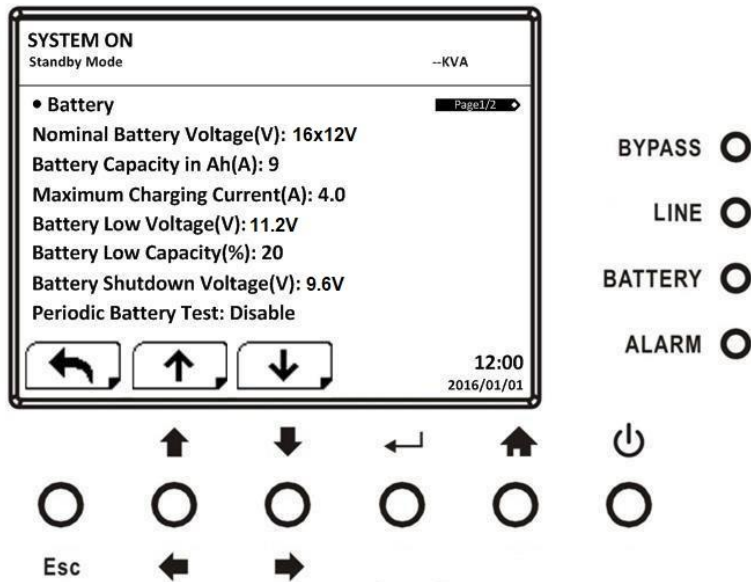 SYSTEM ON
Standby Mode --KVA
• Battery Page1/2
Nominal Battery Voltage(V): 16x12V
Battery Capacity in Ah(A): 9
Maximum Charging Current(A): 4.0
Battery Low Voltage(V): 11.2V
Battery Low Capacity(%): 20
Battery Shutdown Voltage(V): 9.6V
Periodic Battery Test: Disable
12:00
2016/01/01
BYPASS
LINE
BATTERY
ALARM
Esc